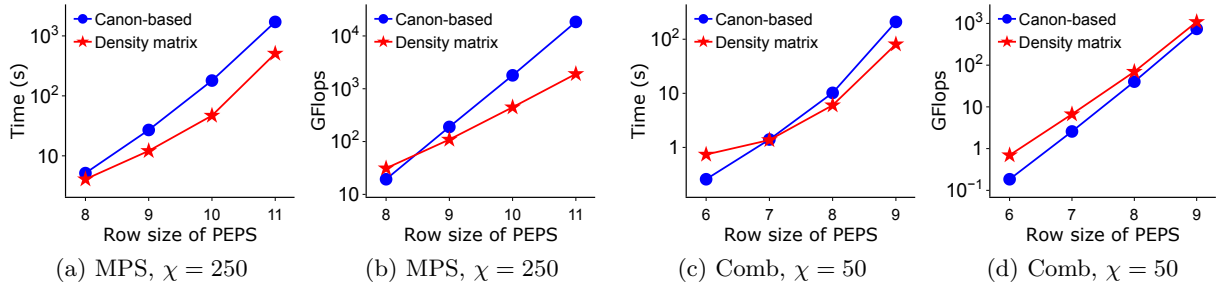 Canon-based
Density matrix
Time (s)
10³
10²
10
8 9 10 11
Row size of PEPS
(a) MPS, χ = 250
Canon-based
Density matrix
GFlops
10⁴
10³
10²
10
8 9 10 11
Row size of PEPS
(b) MPS, χ = 250
Canon-based
Density matrix
Time (s)
10²
10
1
6 7 8 9
Row size of PEPS
(c) Comb, χ = 50
Canon-based
Density matrix
GFlops
10³
10²
10
1
10⁻¹
6 7 8 9
Row size of PEPS
(d) Comb, χ = 50